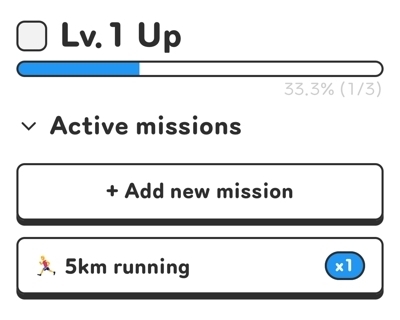 Lv. 1 Up
33.3% (1/3)
Active missions
+ Add new mission
5km running
x1